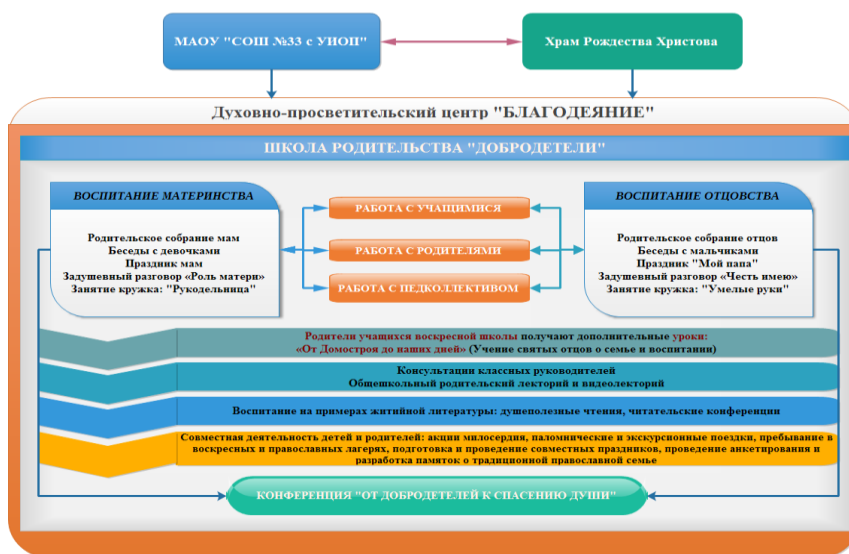 МАОУ "СОШ №33 с УИОП"
Храм Рождества Христова
Духовно-просветительский центр "БЛАГОДЕЯНИЕ"
ШКОЛА РОДИТЕЛЬСТВА "ДОБРОДЕТЕЛИ"
ВОСПИТАНИЕ МАТЕРИНСТВА
Родительское собрание мам
Беседы с девочками
Праздник мам
Задушевный разговор «Роль матери»
Занятие кружка: "Рукодельница"
РАБОТА С УЧАЩИМИСЯ
РАБОТА С РОДИТЕЛЯМИ
РАБОТА С ПЕДКОЛЛЕКТИВОМ
ВОСПИТАНИЕ ОТЦОВСТВА
Родительское собрание отцов
Беседы с мальчиками
Праздник "Мой папа"
Задушевный разговор «Честь имею»
Занятие кружка: "Умелые руки"
Родители учащихся воскресной школы получают дополнительные уроки:
«От Домостроя до наших дней» (Учение святых отцов о семье и воспитании)
Консультации классных руководителей
Общешкольный родительский лекторий и видеолекторий
Воспитание на примерах житийной литературы: душеполезные чтения, читательские конференции
Совместная деятельность детей и родителей: акции милосердия, паломнические и экскурсионные поездки, пребывание в
воскресных и православных лагерях, подготовка и проведение совместных праздников, проведение анкетирования и
разработка памяток о традиционной православной семье
КОНФЕРЕНЦИЯ "ОТ ДОБРОДЕТЕЛЕЙ К СПАСЕНИЮ ДУШИ"